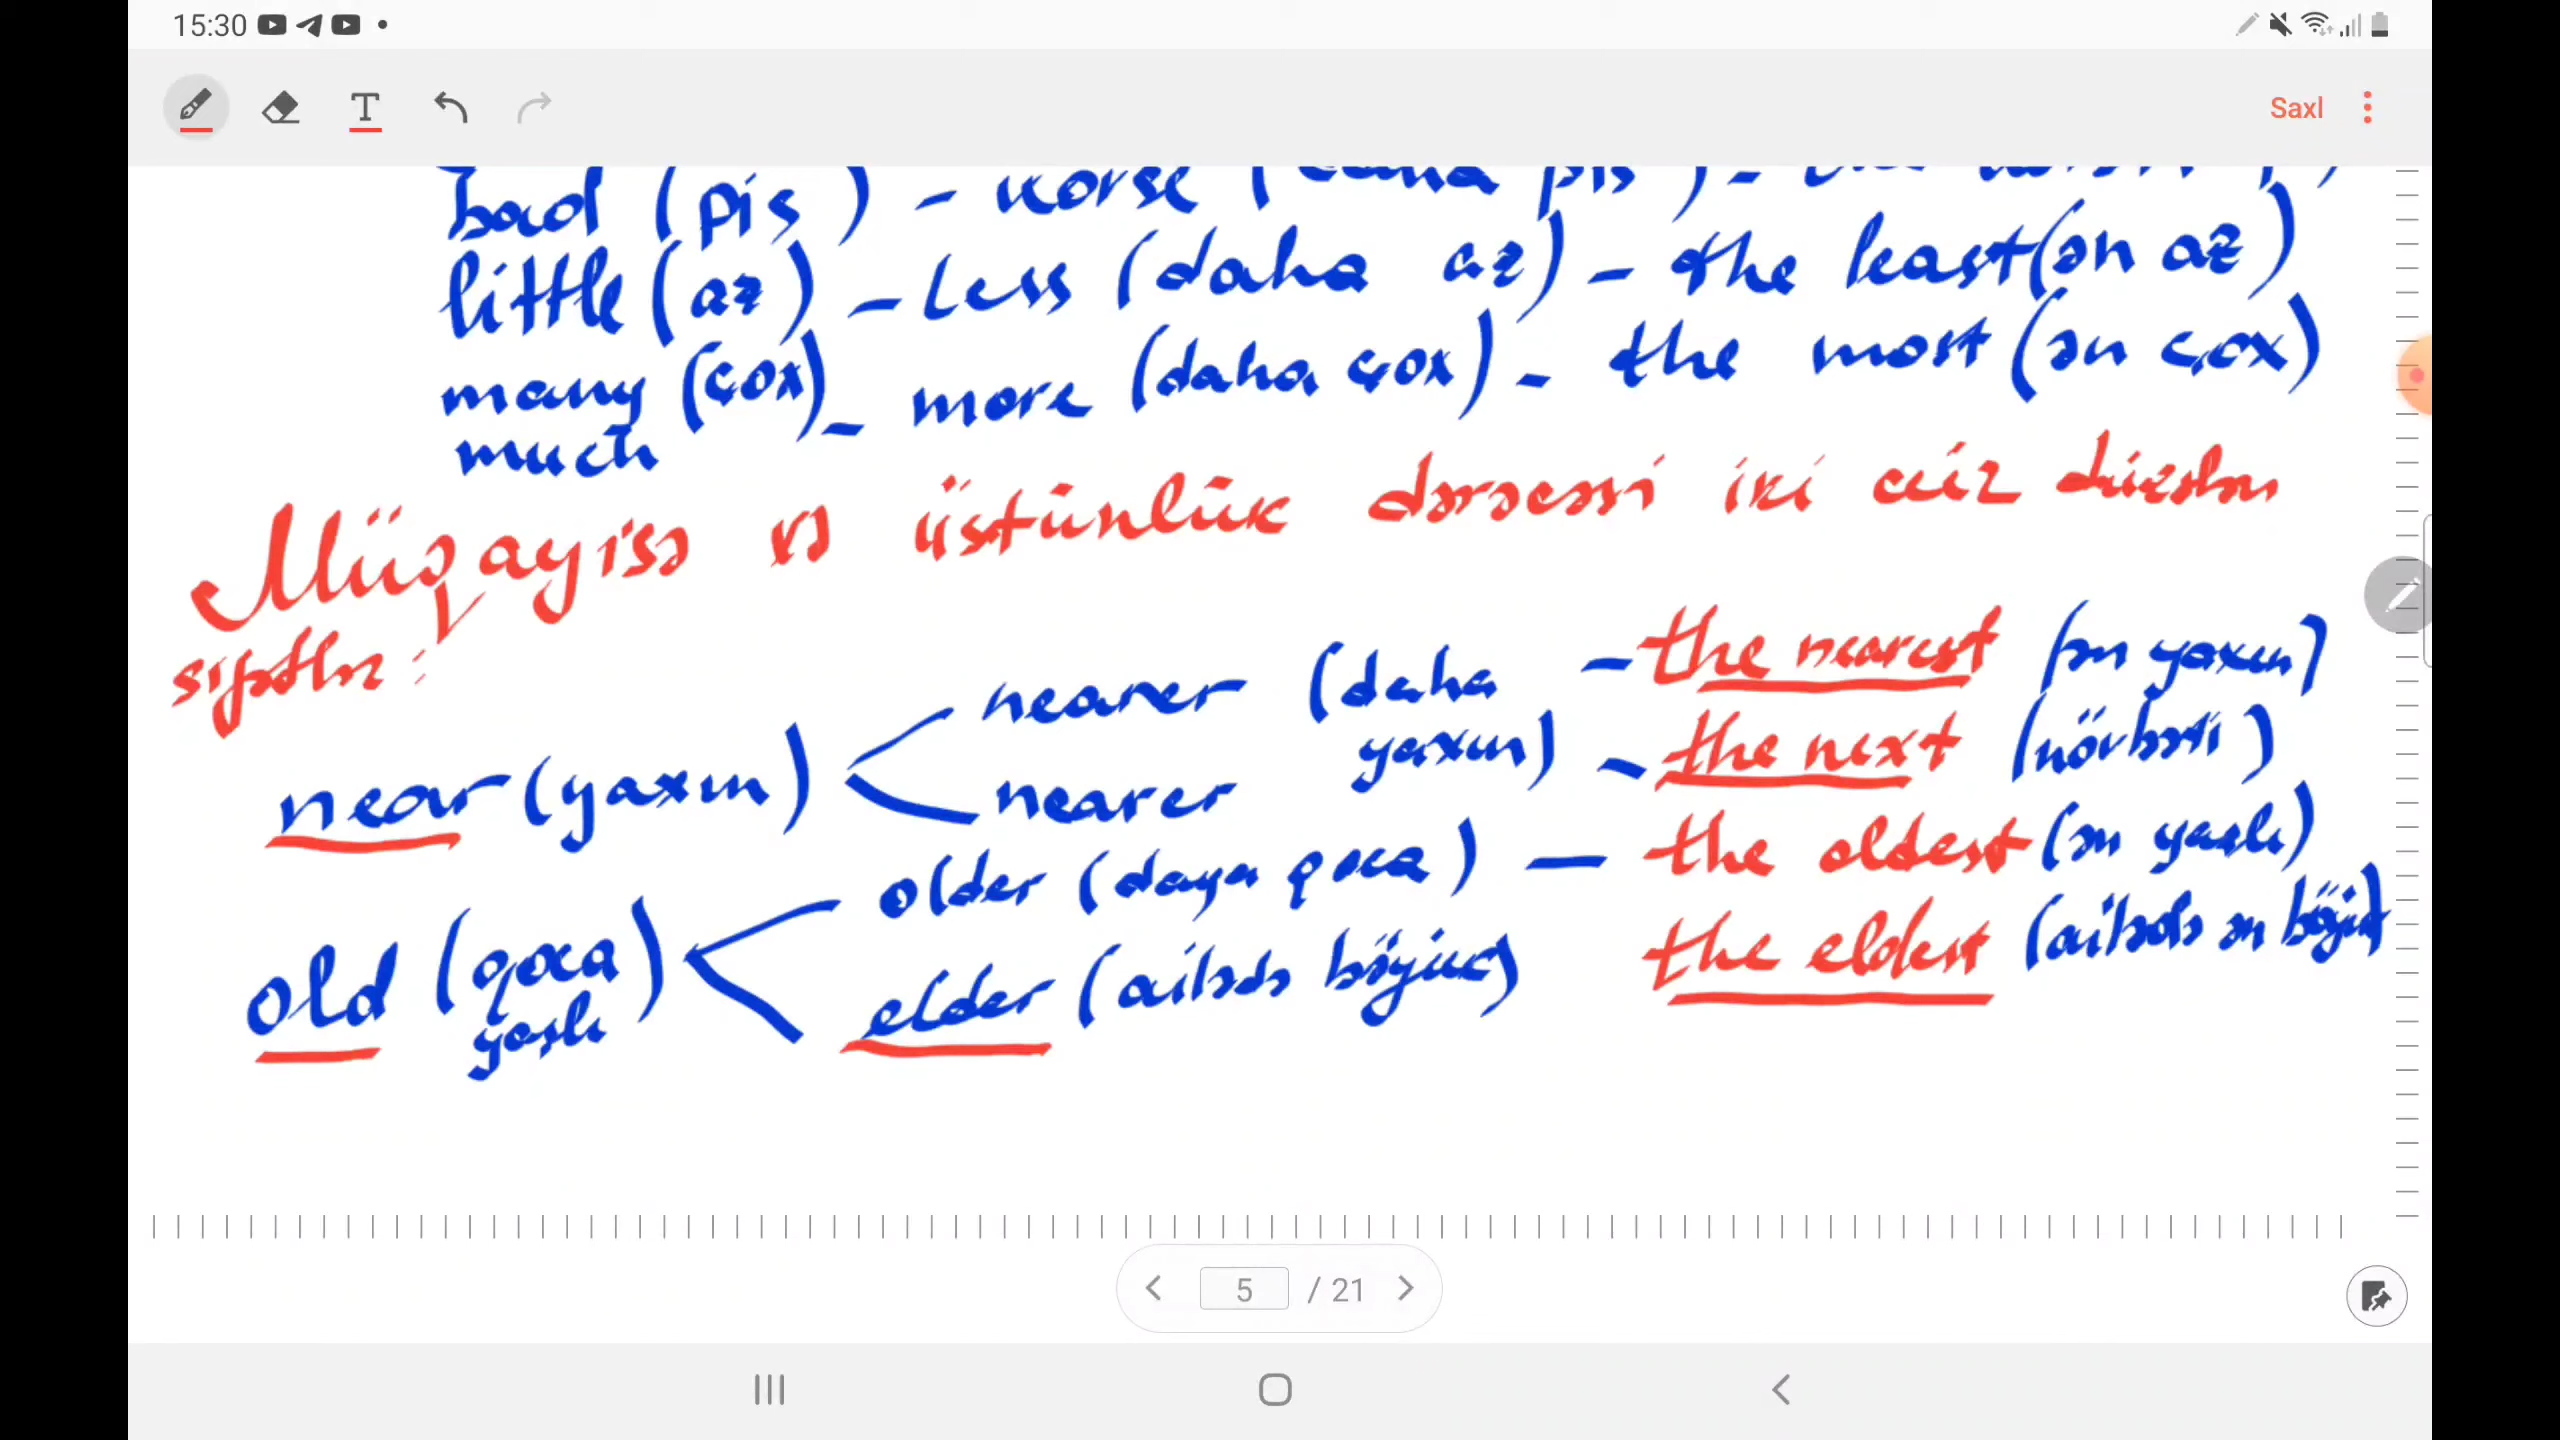 15:30
Saxl
bad (pis) - worse (daha pis) -
little (az) - less (daha az) - the least (ən az)
many (çox) - more (daha çox) - the most (ən çox)
much
Müqayisə və üstünlük dərəcəsi iki cür düzələn
sifətlər:
near (yaxın) nearer (daha yaxın) - the nearest (ən yaxın)
nearer - the next (növbəti)
old (qoca yaşlı) older (daya qoca) - the oldest (ən yaşlı)
elder (ailədə böyük) the eldest (ailədə ən böyük)
5 / 21